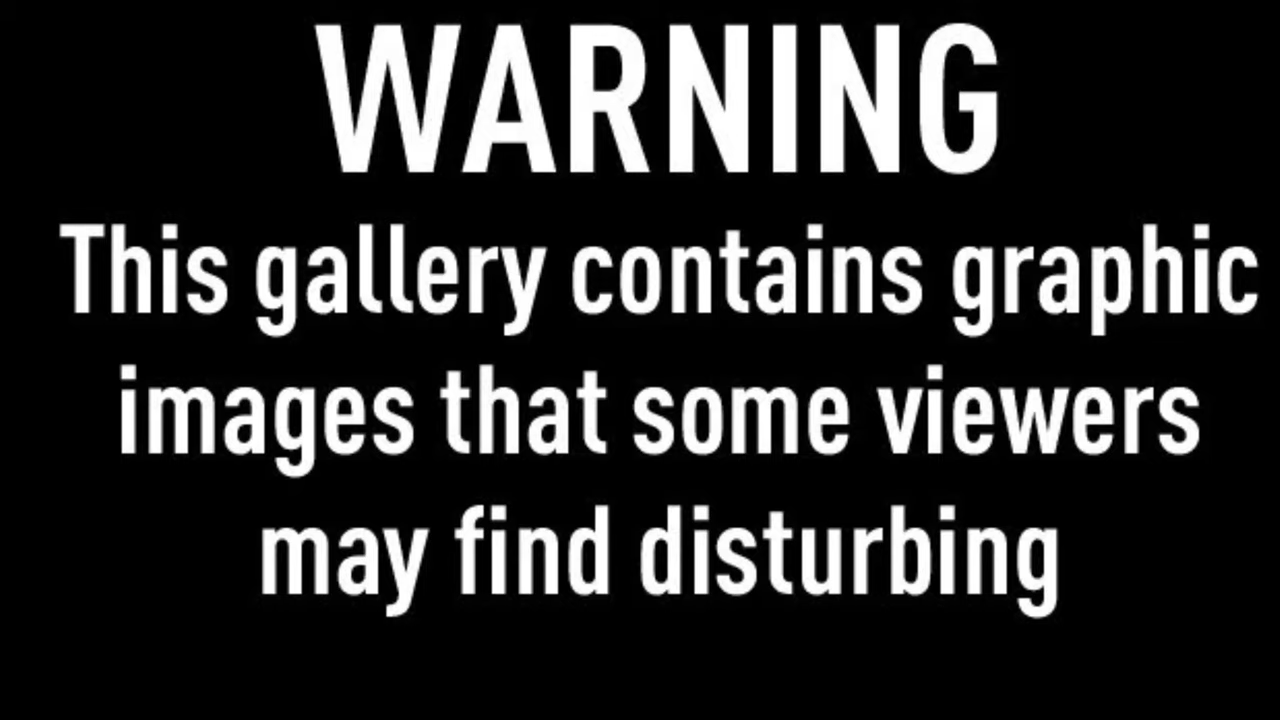 WARNING
This gallery contains graphic
images that some viewers
may find disturbing